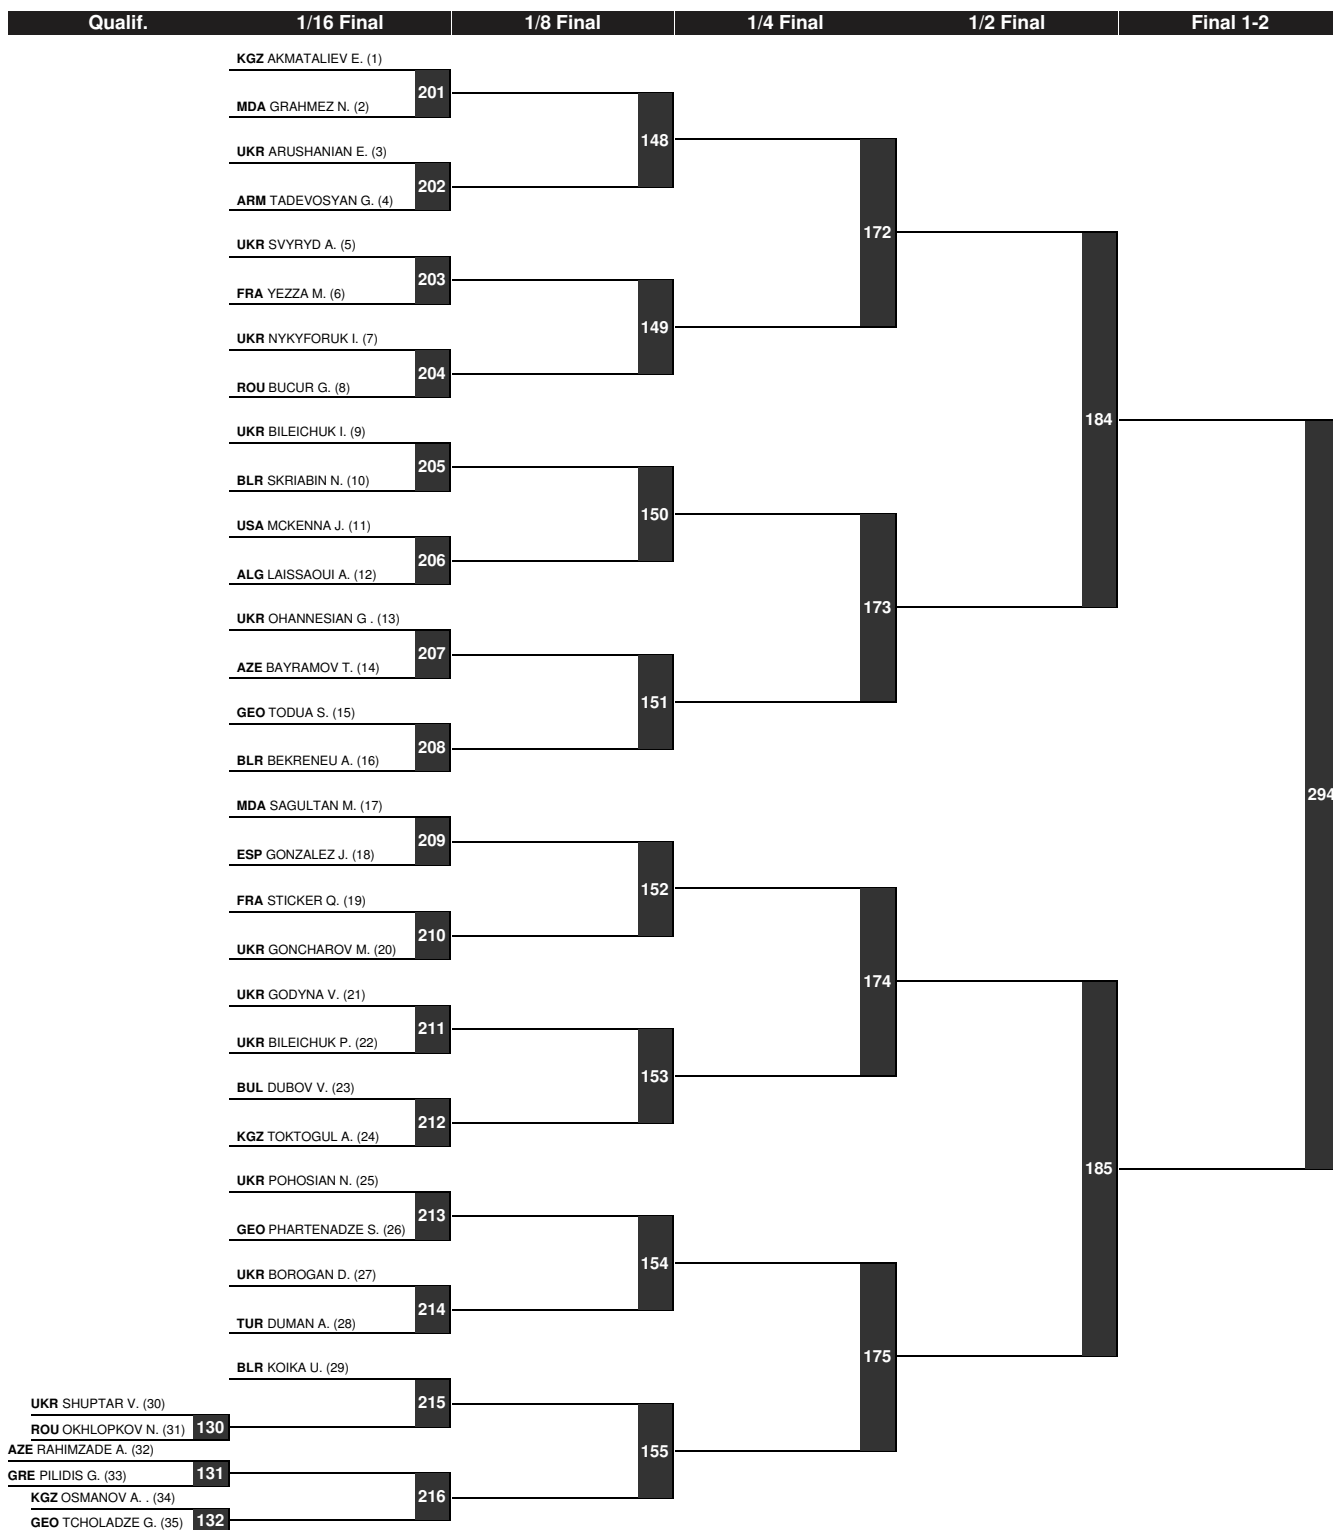 Qualif. 1/16 Final 1/8 Final 1/4 Final 1/2 Final Final 1-2
KGZ AKMATALIEV E. (1)
201
MDA GRAHMEZ N. (2)
148
UKR ARUSHANIAN E. (3)
202
ARM TADEVOSYAN G. (4)
172
UKR SVYRYD A. (5)
203
FRA YEZZA M. (6)
149
UKR NYKYFORUK I. (7)
204
ROU BUCUR G. (8)
184
UKR BILEICHUK I. (9)
205
BLR SKRIABIN N. (10)
150
USA MCKENNA J. (11)
206
ALG LAISSAOUI A. (12)
173
UKR OHANNESIAN G . (13)
207
AZE BAYRAMOV T. (14)
151
GEO TODUA S. (15)
208
BLR BEKRENEU A. (16)
294
MDA SAGULTAN M. (17)
209
ESP GONZALEZ J. (18)
152
FRA STICKER Q. (19)
210
UKR GONCHAROV M. (20)
174
UKR GODYNA V. (21)
211
UKR BILEICHUK P. (22)
153
BUL DUBOV V. (23)
212
KGZ TOKTOGUL A. (24)
185
UKR POHOSIAN N. (25)
213
GEO PHARTENADZE S. (26)
154
UKR BOROGAN D. (27)
214
TUR DUMAN A. (28)
175
BLR KOIKA U. (29)
215
UKR SHUPTAR V. (30)
130
ROU OKHLOPKOV N. (31)
155
AZE RAHIMZADE A. (32)
131
GRE PILIDIS G. (33)
216
KGZ OSMANOV A. . (34)
132
GEO TCHOLADZE G. (35)